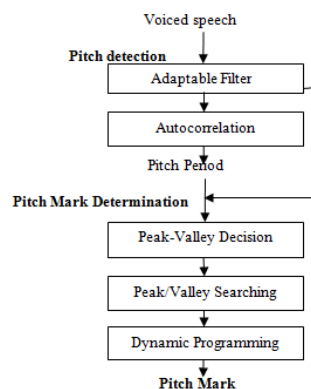 Voiced speech
Pitch detection
Adaptable Filter
Autocorrelation
Pitch Period
Pitch Mark Determination
Peak-Valley Decision
Peak/Valley Searching
Dynamic Programming
Pitch Mark